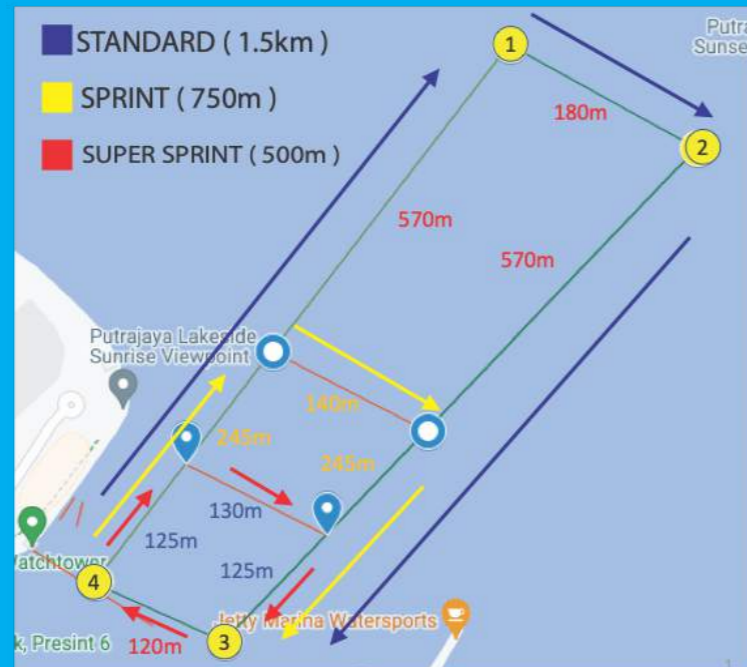 STANDARD ( 1.5km )
SPRINT ( 750m )
SUPER SPRINT ( 500m )
Putra
Sunse
1
180m
2
570m
570m
Putrajaya Lakeside
Sunrise Viewpoint
140m
245m
245m
130m
125m
125m
Watchtower
4
Jetty Marina Watersports
3
k, Presint 6
120m